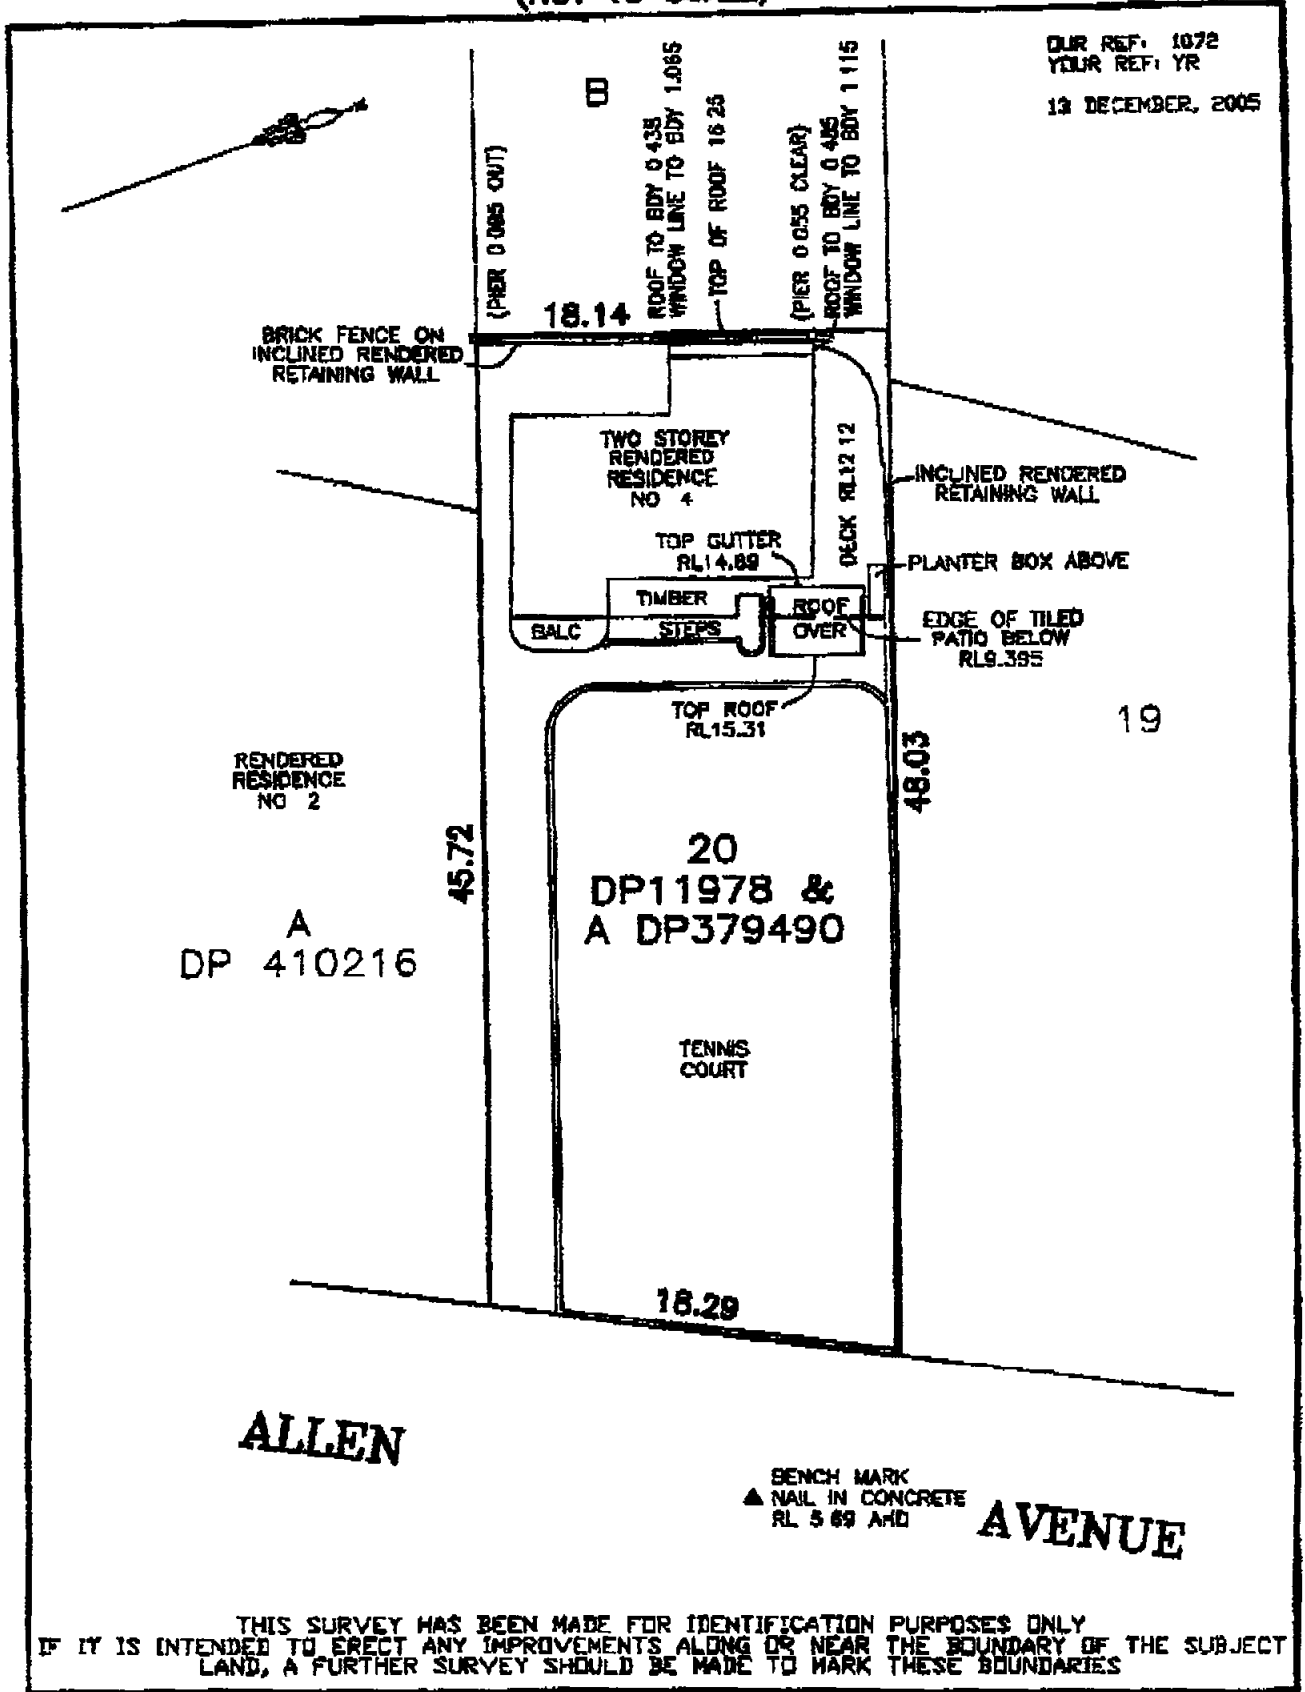 (NOT TO SCALE)
OUR REF: 1072
YOUR REF: YR
13 DECEMBER, 2005
B
(PIER 0.085 OUT)
ROOF TO BDY 0.435
WINDOW LINE TO BDY 1.065
TOP OF ROOF 16.25
(PIER 0.055 CLEAR)
ROOF TO BDY 0.485
WINDOW LINE TO BDY 1.115
18.14
BRICK FENCE ON
INCLINED RENDERED
RETAINING WALL
TWO STOREY
RENDERED
RESIDENCE
NO 4
DECK RL12.12
INCLINED RENDERED
RETAINING WALL
TOP GUTTER
RL14.89
PLANTER BOX ABOVE
TIMBER
STEPS
ROOF
OVER
BALC
EDGE OF TILED
PATIO BELOW
RL9.395
TOP ROOF
RL15.31
19
RENDERED
RESIDENCE
NO 2
48.03
45.72
20
DP11978 &
A DP379490
A
DP 410216
TENNIS
COURT
18.29
ALLEN
BENCH MARK
NAIL IN CONCRETE
RL 5.69 AHD
AVENUE
THIS SURVEY HAS BEEN MADE FOR IDENTIFICATION PURPOSES ONLY
IF IT IS INTENDED TO ERECT ANY IMPROVEMENTS ALONG OR NEAR THE BOUNDARY OF THE SUBJECT
LAND, A FURTHER SURVEY SHOULD BE MADE TO MARK THESE BOUNDARIES